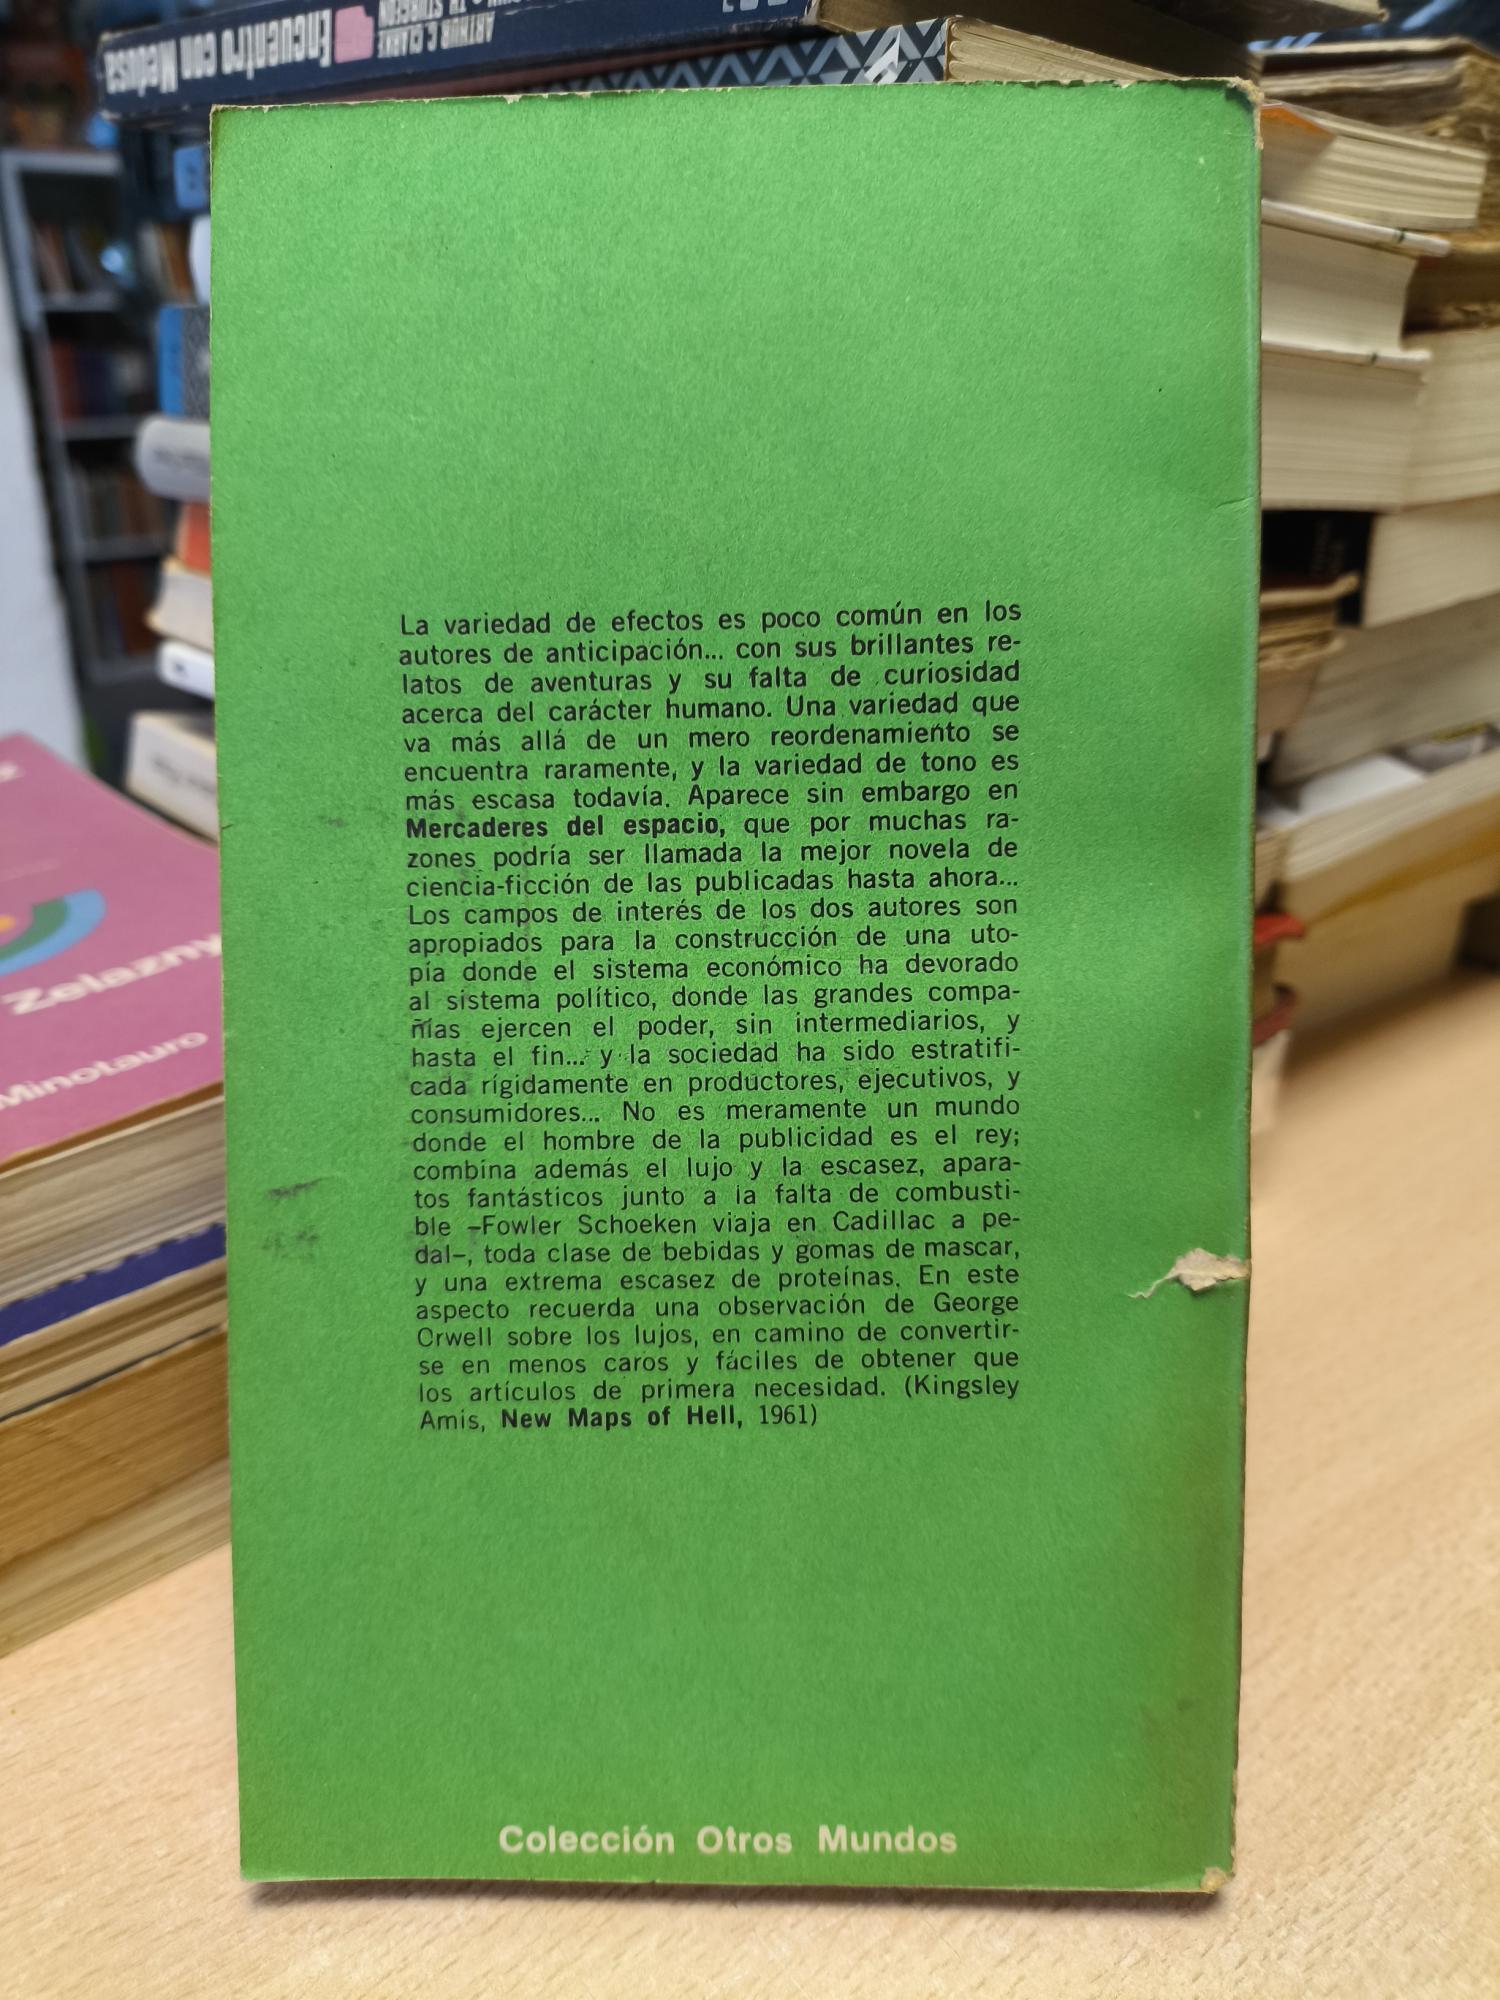 Encuentro con Medusa
ARTHUR C. CLARKE
TH. STURGEON
La variedad de efectos es poco común en los
autores de anticipación... con sus brillantes re-
latos de aventuras y su falta de curiosidad
acerca del carácter humano. Una variedad que
va más allá de un mero reordenamiento se
encuentra raramente, y la variedad de tono es
más escasa todavía. Aparece sin embargo en
Mercaderes del espacio, que por muchas ra-
zones podría ser llamada la mejor novela de
ciencia-ficción de las publicadas hasta ahora...
Los campos de interés de los dos autores son
apropiados para la construcción de una uto-
pía donde el sistema económico ha devorado
al sistema político, donde las grandes compa-
ñías ejercen el poder, sin intermediarios, y
hasta el fin... y la sociedad ha sido estratifi-
cada rígidamente en productores, ejecutivos, y
consumidores... No es meramente un mundo
donde el hombre de la publicidad es el rey;
combina además el lujo y la escasez, apara-
tos fantásticos junto a la falta de combusti-
ble –Fowler Schoeken viaja en Cadillac a pe-
dal–, toda clase de bebidas y gomas de mascar,
y una extrema escasez de proteínas. En este
aspecto recuerda una observación de George
Orwell sobre los lujos, en camino de convertir-
se en menos caros y fáciles de obtener que
los artículos de primera necesidad. (Kingsley
Amis, New Maps of Hell, 1961)
Colección Otros Mundos
Zelazny
Minotauro